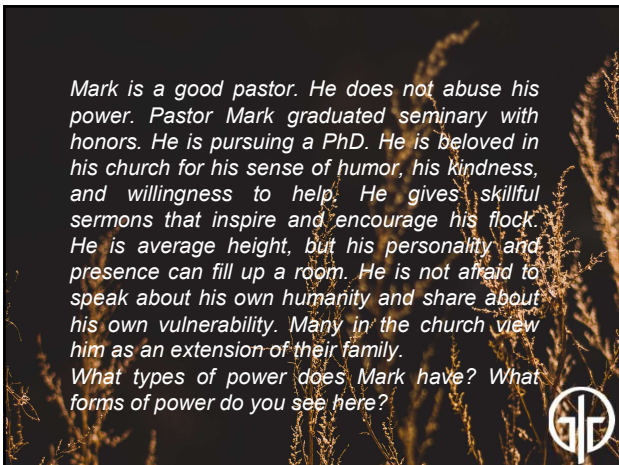 Mark is a good pastor. He does not abuse his
power. Pastor Mark graduated seminary with
honors. He is pursuing a PhD. He is beloved in
his church for his sense of humor, his kindness,
and willingness to help. He gives skillful
sermons that inspire and encourage his flock.
He is average height, but his personality and
presence can fill up a room. He is not afraid to
speak about his own humanity and share about
his own vulnerability. Many in the church view
him as an extension of their family.
What types of power does Mark have? What
forms of power do you see here?